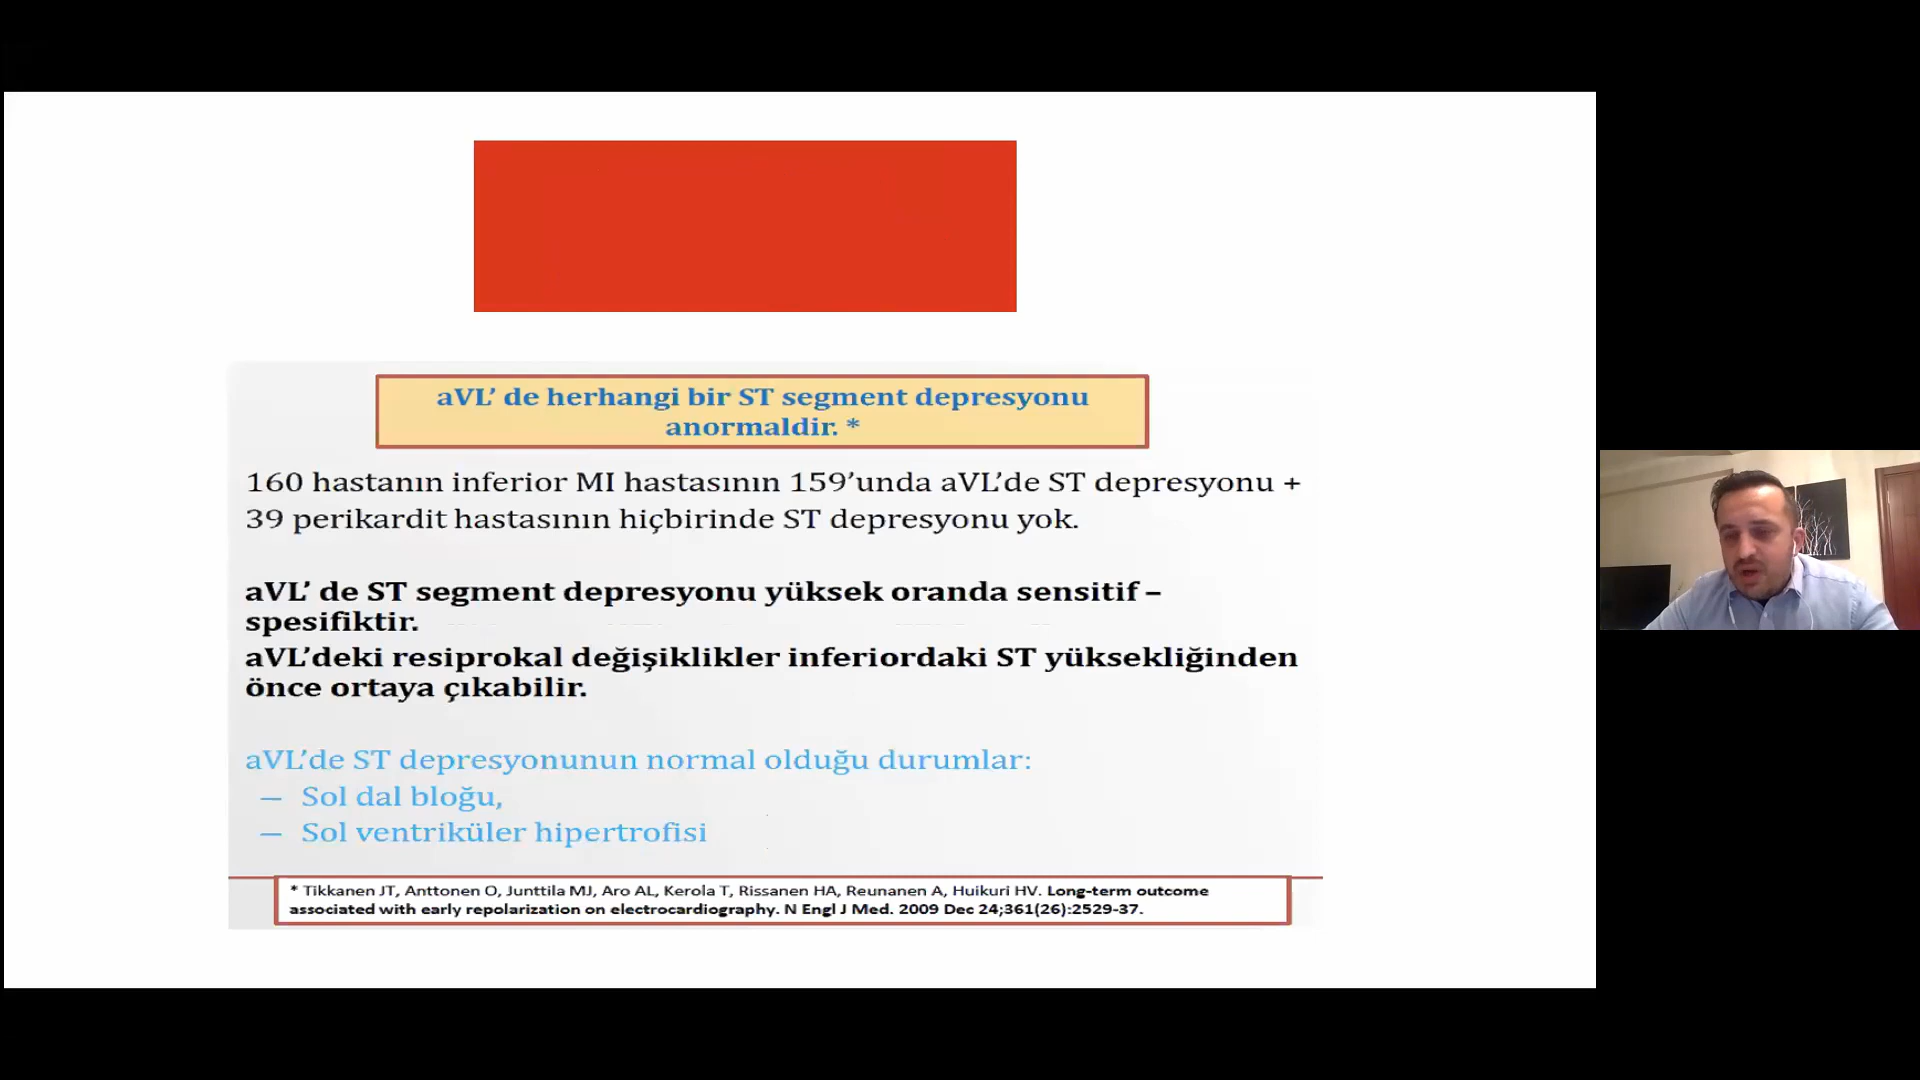 aVL’ de herhangi bir ST segment depresyonu
anormaldir. *
160 hastanın inferior MI hastasının 159’unda aVL’de ST depresyonu +
39 perikardit hastasının hiçbirinde ST depresyonu yok.
aVL’ de ST segment depresyonu yüksek oranda sensitif –
spesifiktir.
aVL’deki resiprokal değişiklikler inferiordaki ST yüksekliğinden
önce ortaya çıkabilir.
aVL’de ST depresyonunun normal olduğu durumlar:
— Sol dal bloğu,
— Sol ventriküler hipertrofisi
* Tikkanen JT, Anttonen O, Junttila MJ, Aro AL, Kerola T, Rissanen HA, Reunanen A, Huikuri HV. Long-term outcome
associated with early repolarization on electrocardiography. N Engl J Med. 2009 Dec 24;361(26):2529-37.